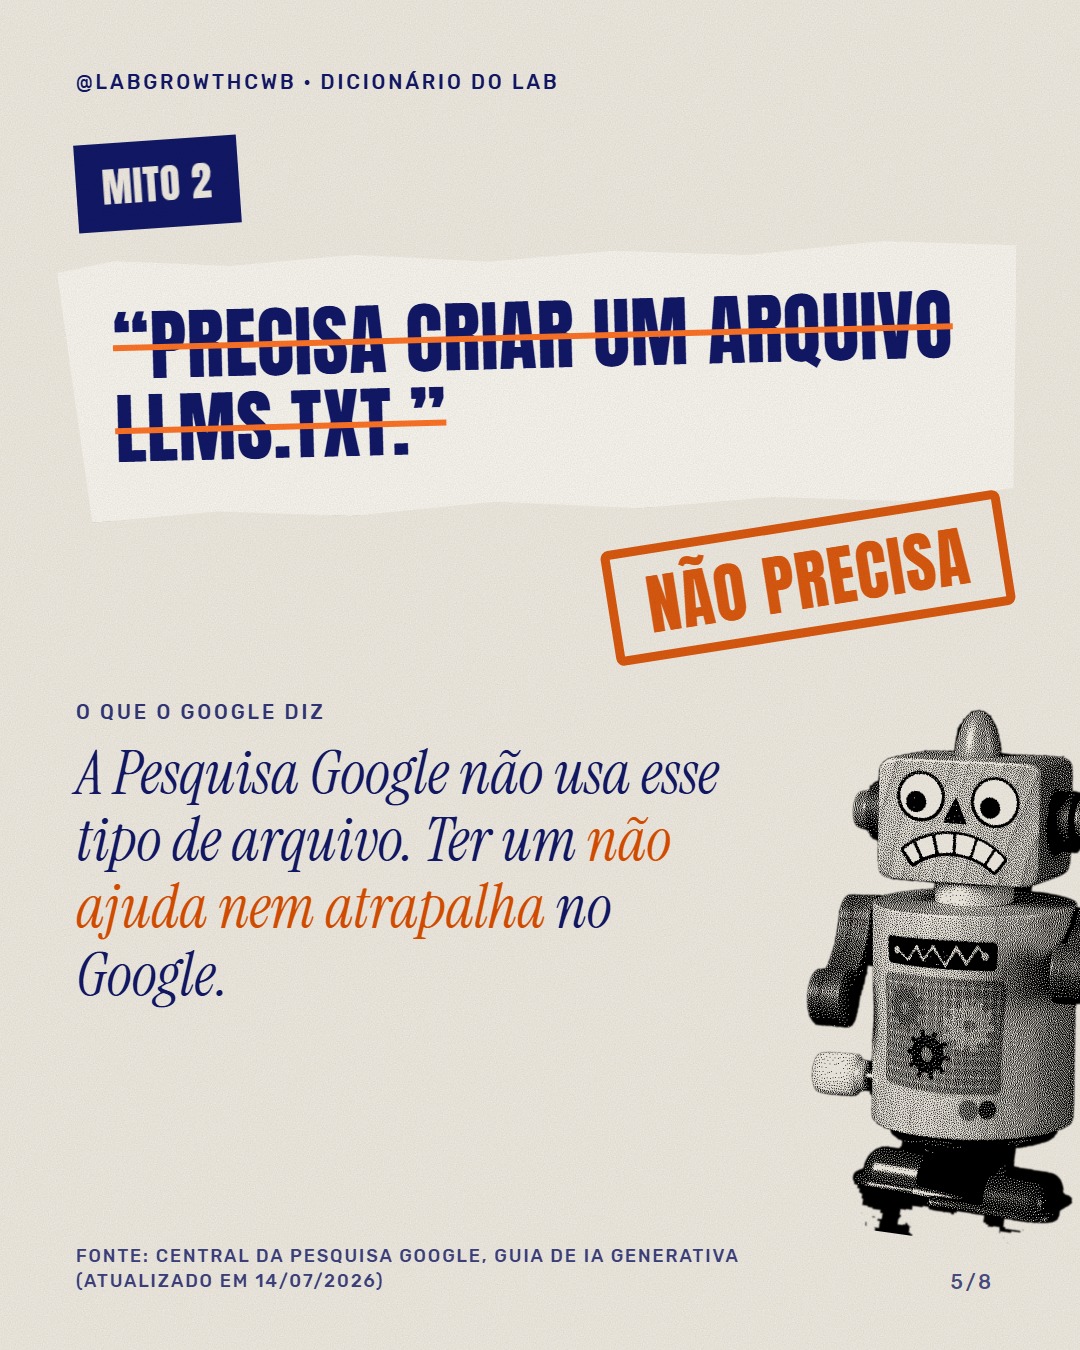 @LABGROWTHCWB • DICIONÁRIO DO LAB
MITO 2
“PRECISA CRIAR UM ARQUIVO
LLMS.TXT.”
NÃO PRECISA
O QUE O GOOGLE DIZ
A Pesquisa Google não usa esse
tipo de arquivo. Ter um não
ajuda nem atrapalha no
Google.
FONTE: CENTRAL DA PESQUISA GOOGLE, GUIA DE IA GENERATIVA
(ATUALIZADO EM 14/07/2026)
5/8